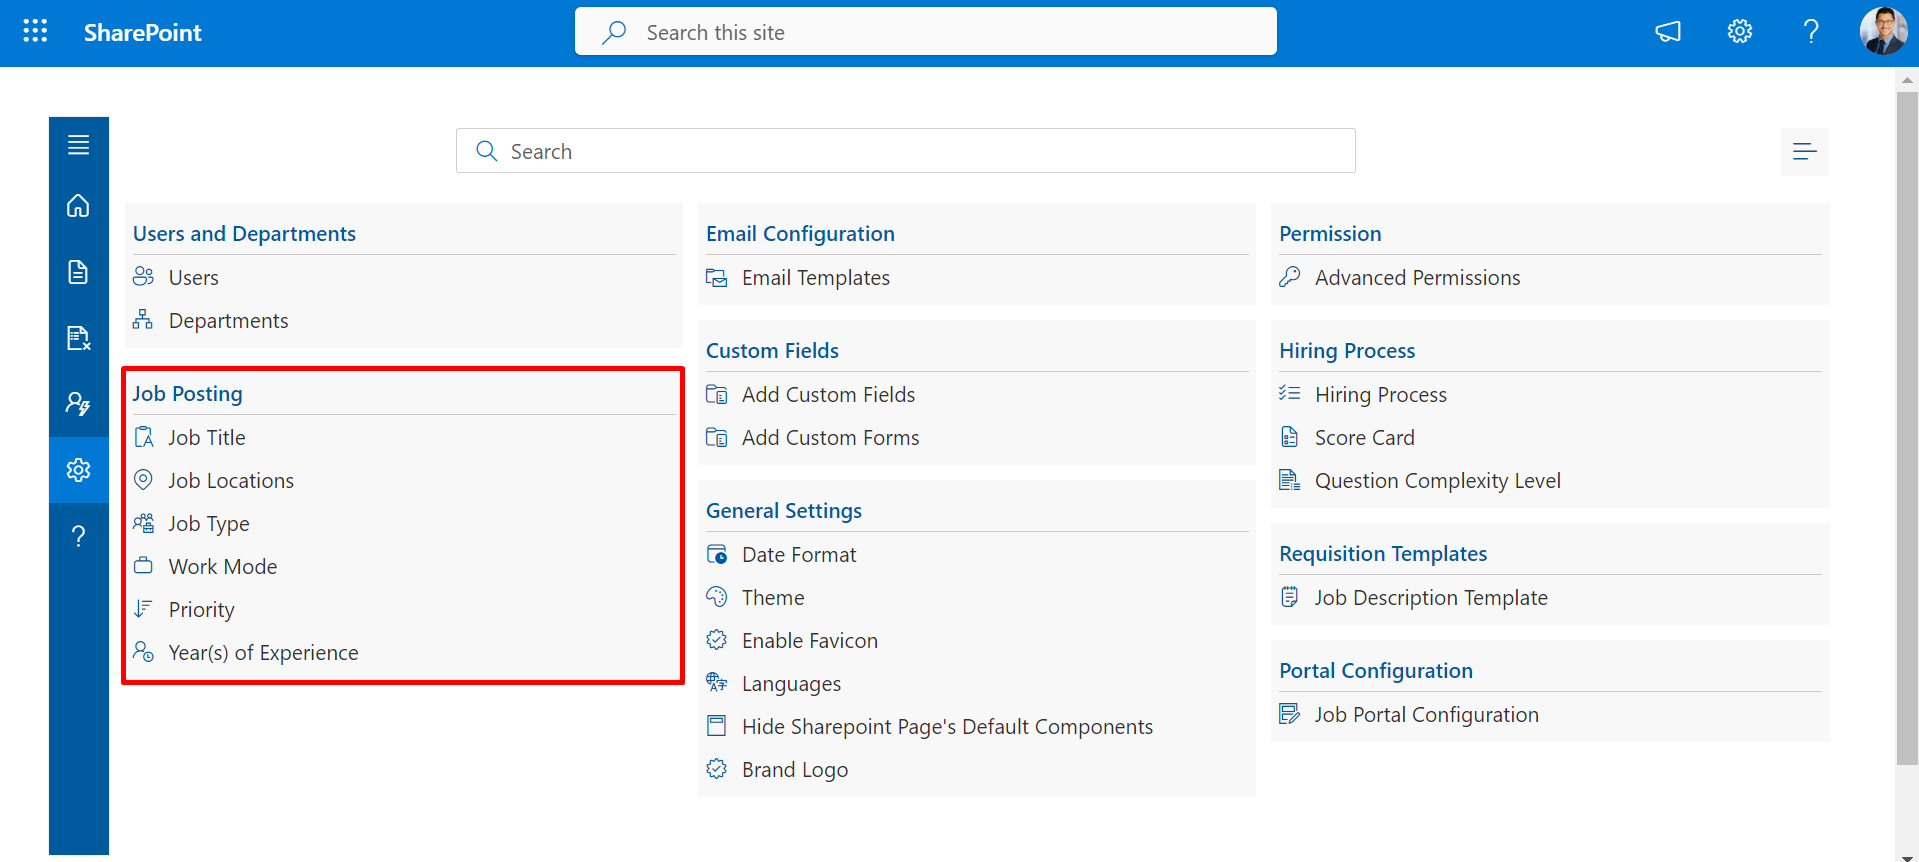 SharePoint
Search this site
Search
Users and Departments
Users
Departments
Job Posting
Job Title
Job Locations
Job Type
Work Mode
Priority
Year(s) of Experience
Email Configuration
Email Templates
Custom Fields
Add Custom Fields
Add Custom Forms
General Settings
Date Format
Theme
Enable Favicon
Languages
Hide Sharepoint Page's Default Components
Brand Logo
Permission
Advanced Permissions
Hiring Process
Hiring Process
Score Card
Question Complexity Level
Requisition Templates
Job Description Template
Portal Configuration
Job Portal Configuration